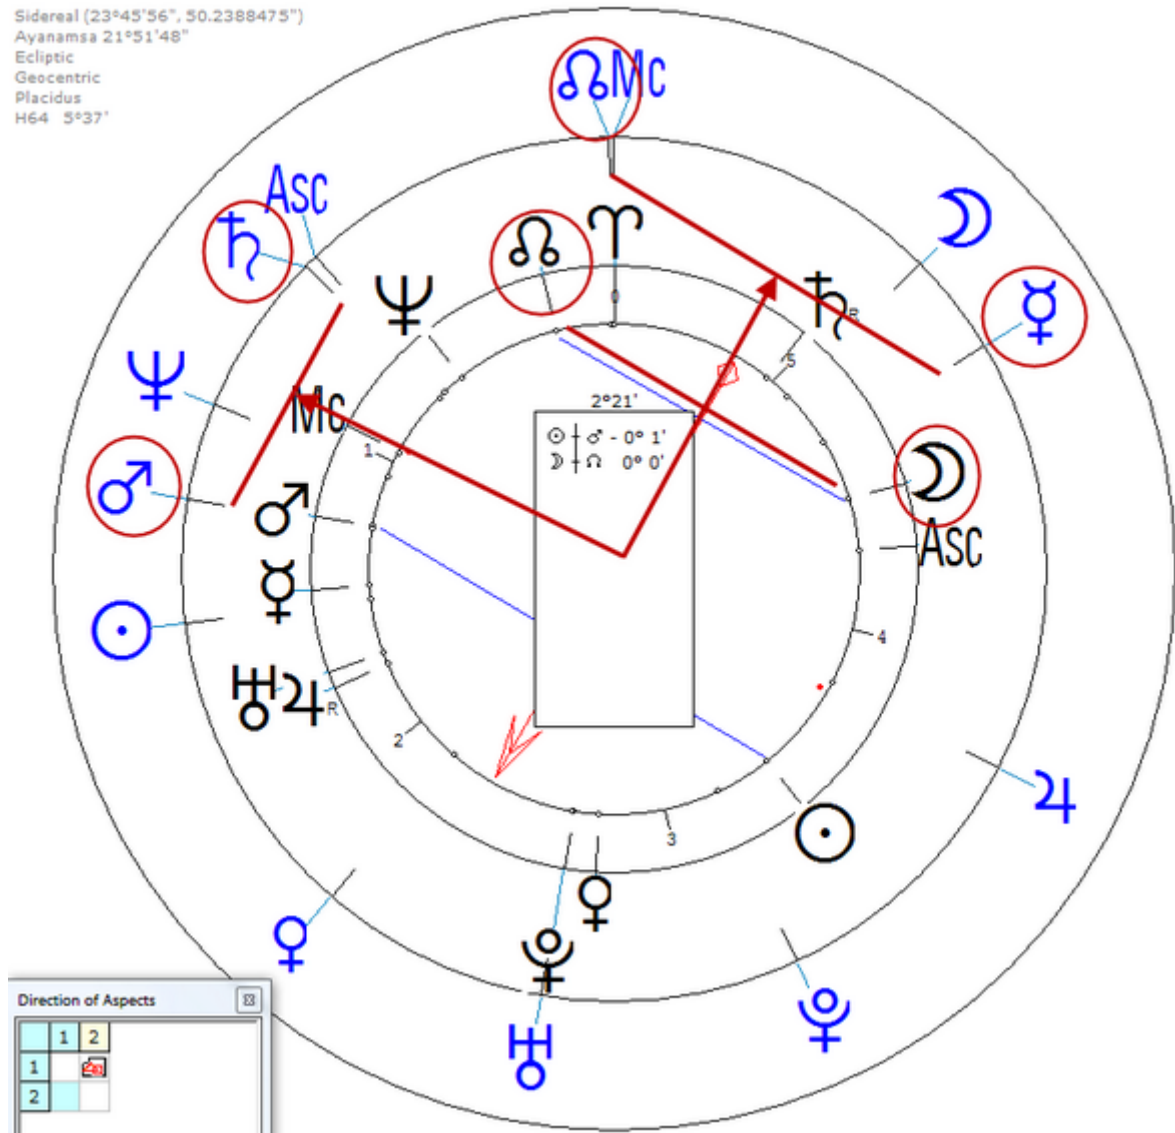 Sidereal (23°45'56", 50.2388475")
Ayanamsa 21°51'48"
Ecliptic
Geocentric
Placidus
H64 5°37'
☊ Mc
Asc
♄
☽
☿
☊ ♈
♆
♄ R
0
5
♆
Mc
1
2°21'
☉ ┼ ♂ - 0° 1'
☽ ┼ ☊ 0° 0'
☽
♂
♂
Asc
☿
☉
4
♅ ♃ R
2
♃
3
☉
♀
♀
♇
♇
♅
Direction of Aspects
1 2
1
2